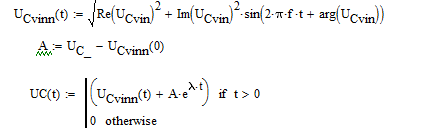 U_Cvinn(t) := √(Re(U_Cvin)² + Im(U_Cvin)²)·sin(2·π·f·t + arg(U_Cvin))
A := U_C_ − U_Cvinn(0)
UC(t) := | (U_Cvinn(t) + A·e^(λ·t)) if t > 0
| 0 otherwise